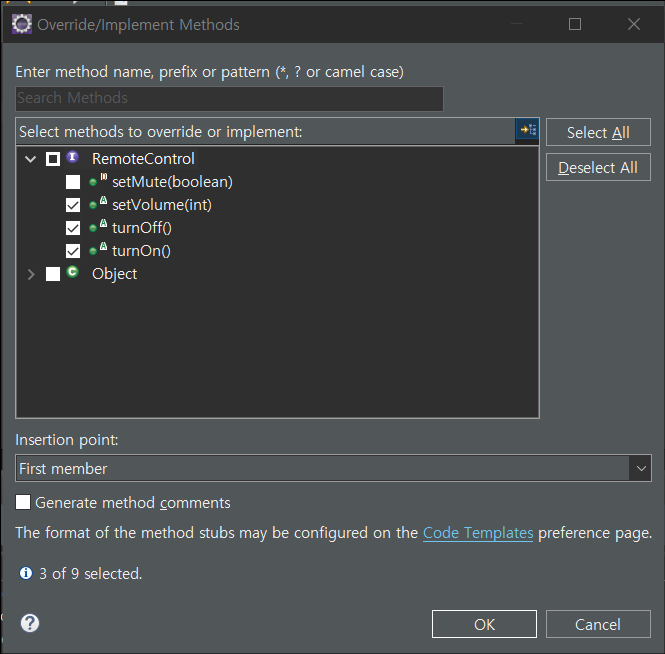 Override/Implement Methods
Enter method name, prefix or pattern (*, ? or camel case)
Search Methods
Select methods to override or implement:
Select All
RemoteControl
Deselect All
setMute(boolean)
setVolume(int)
turnOff()
turnOn()
Object
Insertion point:
First member
Generate method comments
The format of the method stubs may be configured on the Code Templates preference page.
3 of 9 selected.
OK
Cancel